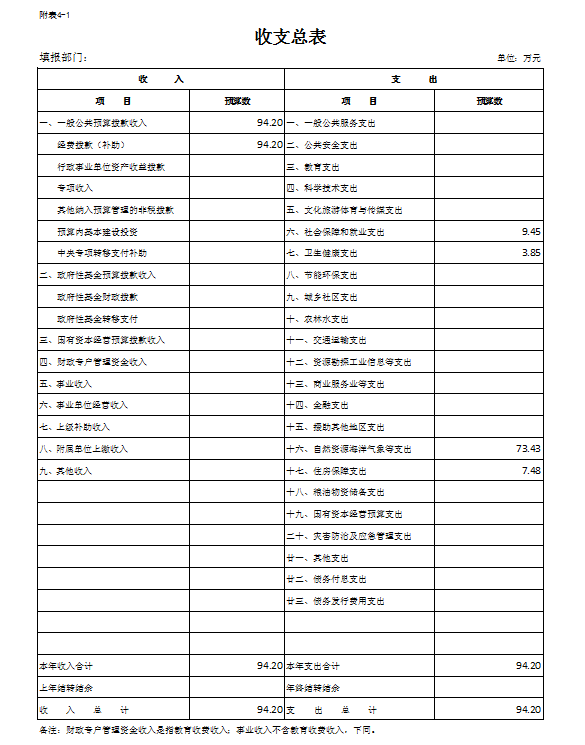 附表4-1
收支总表
填报部门：
单位：万元
收 入 支 出
项 目 预算数 项 目 预算数
一、一般公共预算拨款收入 94.20 一、一般公共服务支出
经费拨款（补助） 94.20 二、公共安全支出
行政事业单位资产收益拨款 三、教育支出
专项收入 四、科学技术支出
其他纳入预算管理的非税拨款 五、文化旅游体育与传媒支出
预算内基本建设投资 六、社会保障和就业支出 9.45
中央专项转移支付补助 七、卫生健康支出 3.85
二、政府性基金预算拨款收入 八、节能环保支出
政府性基金财政拨款 九、城乡社区支出
政府性基金转移支付 十、农林水支出
三、国有资本经营预算拨款收入 十一、交通运输支出
四、财政专户管理资金收入 十二、资源勘探工业信息等支出
五、事业收入 十三、商业服务业等支出
六、事业单位经营收入 十四、金融支出
七、上级补助收入 十五、援助其他地区支出
八、附属单位上缴收入 十六、自然资源海洋气象等支出 73.43
九、其他收入 十七、住房保障支出 7.48
十八、粮油物资储备支出
十九、国有资本经营预算支出
二十、灾害防治及应急管理支出
廿一、其他支出
廿二、债务付息支出
廿三、债务发行费用支出
本年收入合计 94.20 本年支出合计 94.20
上年结转结余 年终结转结余
收 入 总 计 94.20 支 出 总 计 94.20
备注：财政专户管理资金收入是指教育收费收入；事业收入不含教育收费收入，下同。